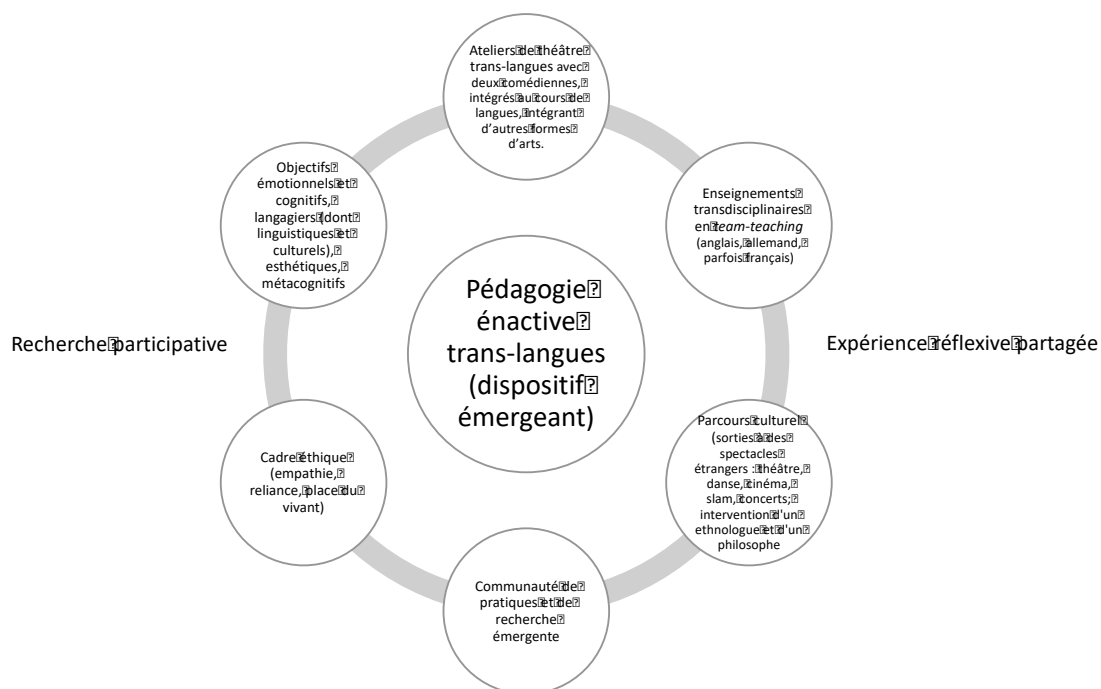 Ateliers de théâtre
trans-langues avec
deux comédiennes,
intégrés au cours de
langues, intégrant
d'autres formes
d'arts.
Objectifs
émotionnels et
cognitifs,
langagiers (dont
linguistiques et
culturels),
esthétiques,
métacognitifs
Enseignements
transdisciplinaires
en team-teaching
(anglais, allemand,
parfois français)
Pédagogie
énactive
trans-langues
(dispositif
émergeant)
Recherche participative
Expérience réflexive partagée
Cadre éthique
(empathie,
reliance, place du
vivant)
Parcours culturel
(sorties à des
spectacles
étrangers : théâtre,
danse, cinéma,
slam, concerts;
intervention d'un
ethnologue et d'un
philosophe
Communauté de
pratiques et de
recherche
émergente